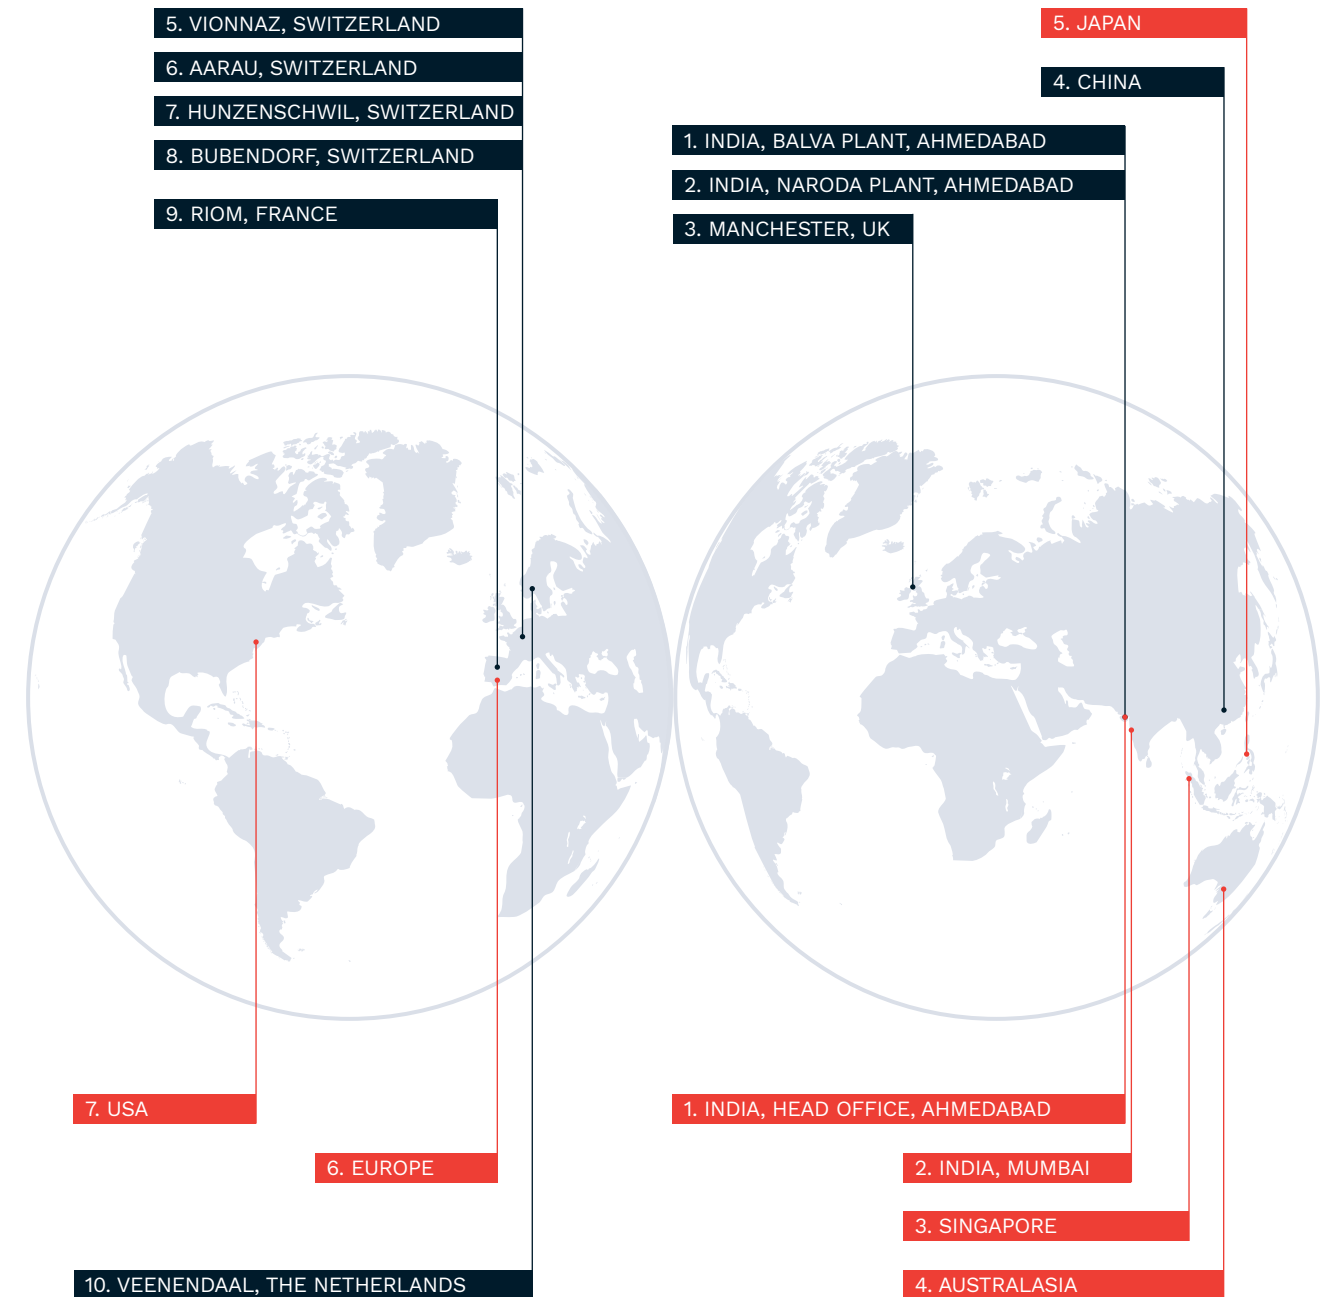 5. VIONNAZ, SWITZERLAND
6. AARAU, SWITZERLAND
7. HUNZENSCHWIL, SWITZERLAND
8. BUBENDORF, SWITZERLAND
9. RIOM, FRANCE
5. JAPAN
4. CHINA
1. INDIA, BALVA PLANT, AHMEDABAD
2. INDIA, NARODA PLANT, AHMEDABAD
3. MANCHESTER, UK
7. USA
6. EUROPE
10. VEENENDAAL, THE NETHERLANDS
1. INDIA, HEAD OFFICE, AHMEDABAD
2. INDIA, MUMBAI
3. SINGAPORE
4. AUSTRALASIA